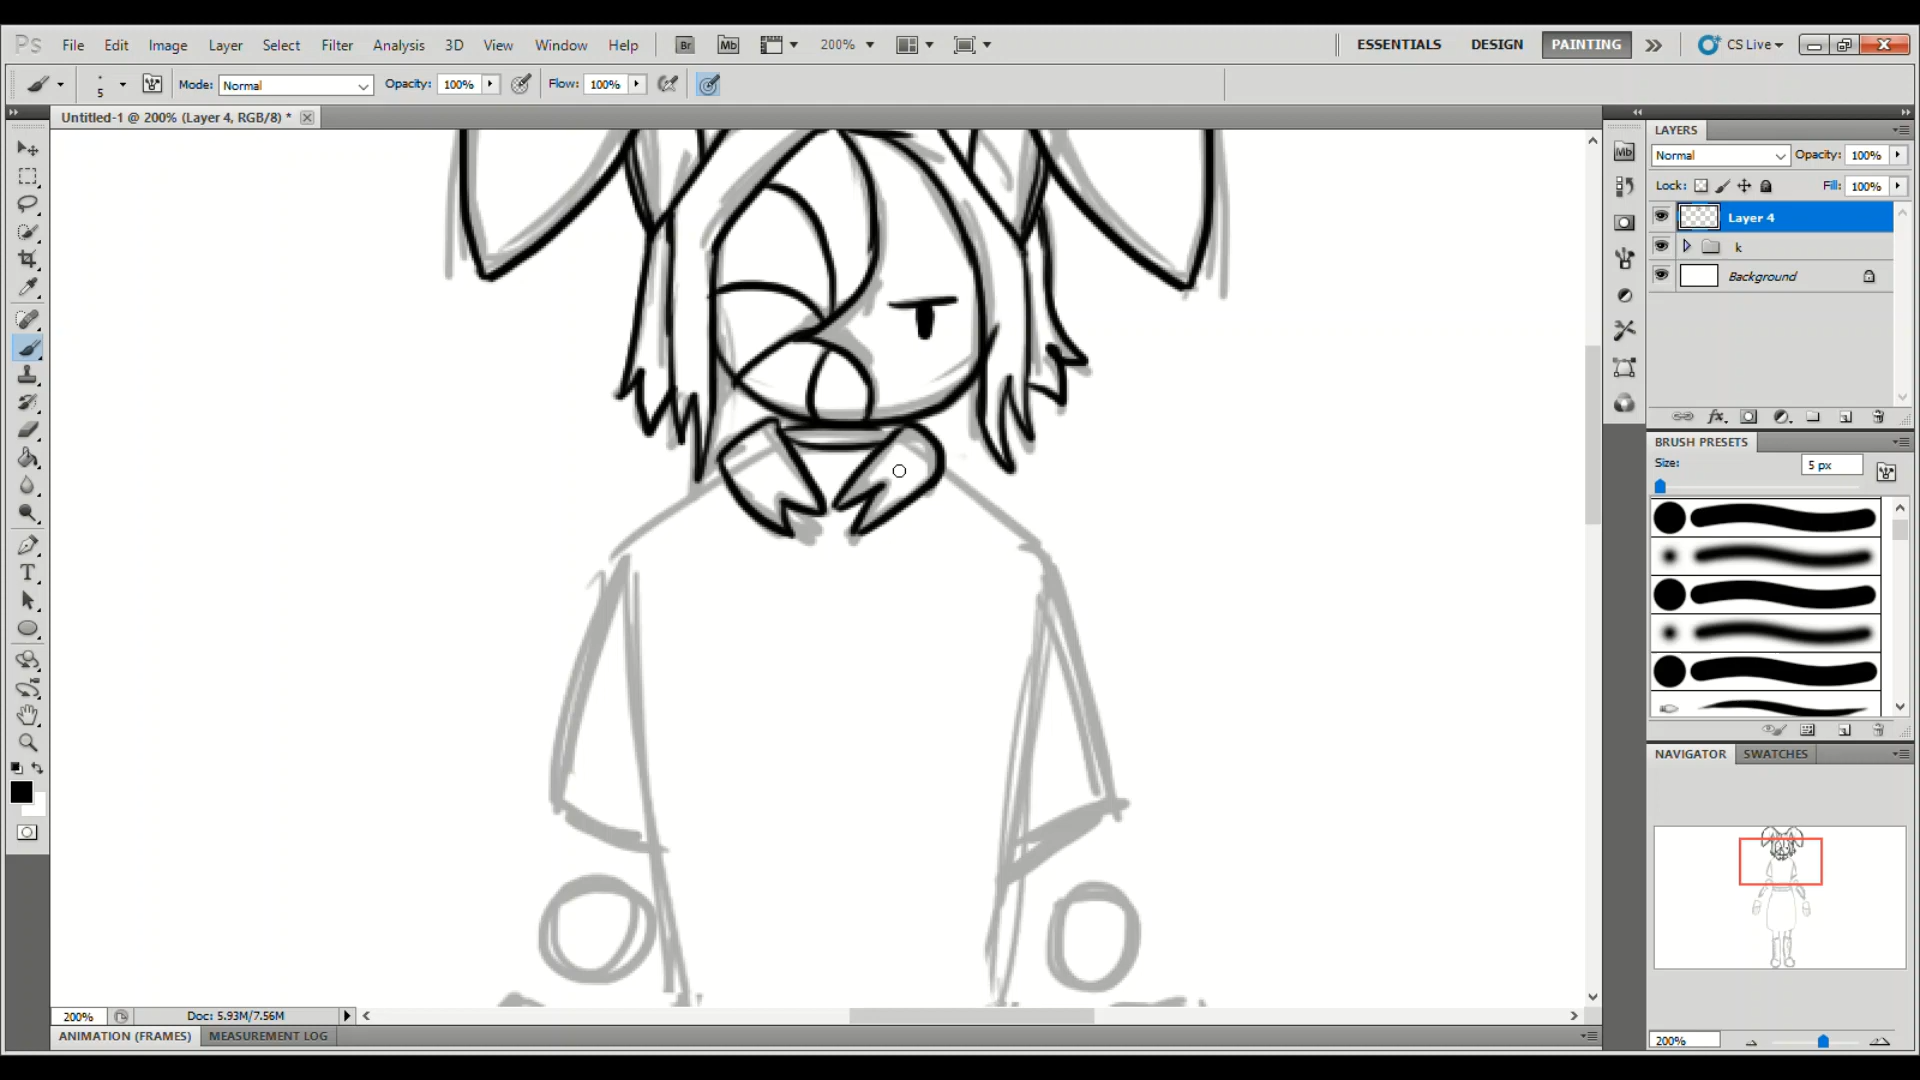 Ps File Edit Image Layer Select Filter Analysis 3D View Window Help Br Mb 200% ESSENTIALS DESIGN PAINTING CS Live
5 Mode: Normal Opacity: 100% Flow: 100%
Untitled-1 @ 200% (Layer 4, RGB/8) *
LAYERS
Normal Opacity: 100%
Mb
Lock: Fill: 100%
Layer 4
k
Background
BRUSH PRESETS
Size: 5 px
T
NAVIGATOR SWATCHES
200% Doc: 5.93M/7.56M
ANIMATION (FRAMES) MEASUREMENT LOG
200%